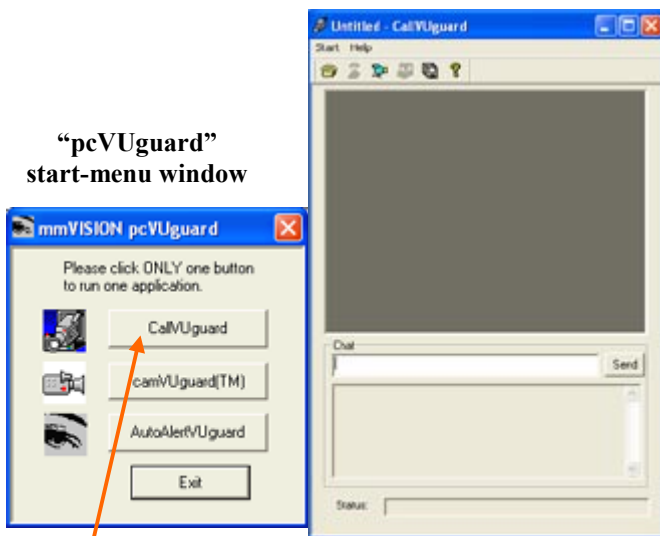 “pcVUguard”
start-menu window
mmVISION pcVUguard
Please click ONLY one button
to run one application.
CallVUguard
camVUguard(TM)
AutoAlertVUguard
Exit
Untitled - CallVUguard
Start Help
Chat
Send
Status: